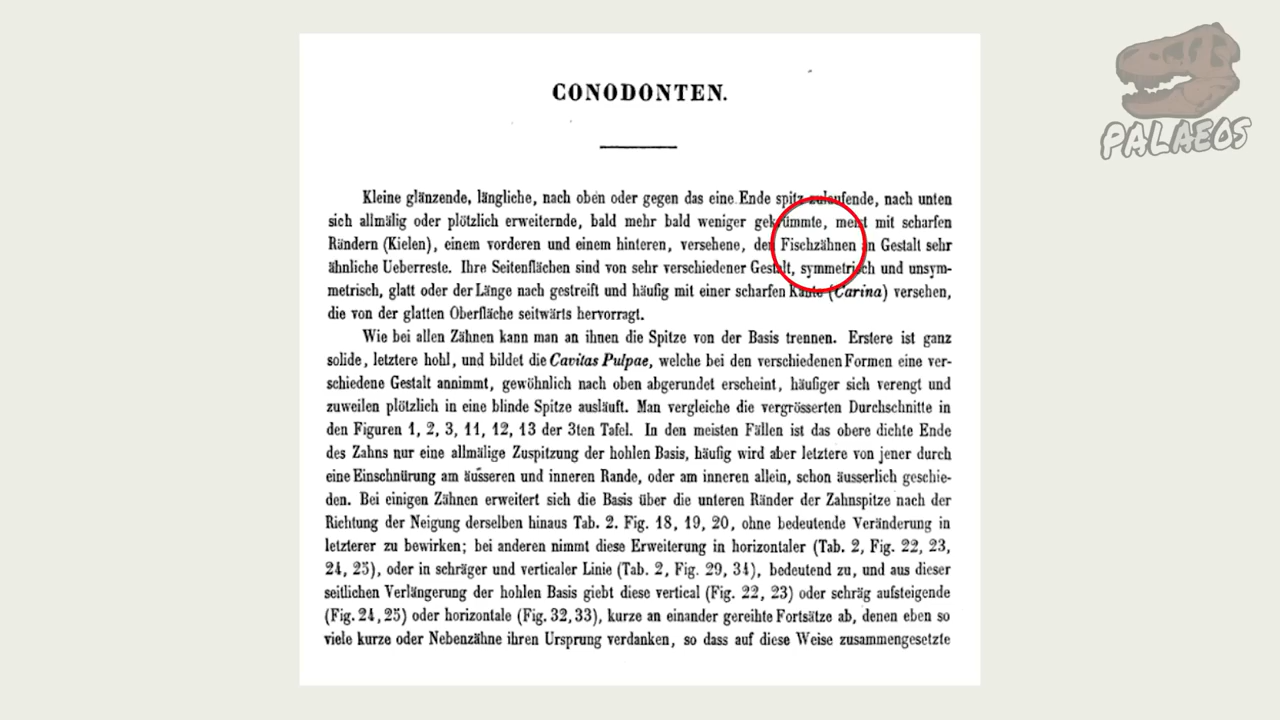 PALAEOS
CONODONTEN.
Kleine glänzende, längliche, nach oben oder gegen das eine Ende spitz zulaufende, nach unten
sich allmälig oder plötzlich erweiternde, bald mehr bald weniger gekrümmte, meist mit scharfen
Rändern (Kielen), einem vorderen und einem hinteren, versehene, den Fischzähnen an Gestalt sehr
ähnliche Ueberreste. Ihre Seitenflächen sind von sehr verschiedener Gestalt, symmetrisch und unsym-
metrisch, glatt oder der Länge nach gestreift und häufig mit einer scharfen Kante (Carina) versehen,
die von der glatten Oberfläche seitwärts hervorragt.
Wie bei allen Zähnen kann man an ihnen die Spitze von der Basis trennen. Erstere ist ganz
solide, letztere hohl, und bildet die Cavitas Pulpae, welche bei den verschiedenen Formen eine ver-
schiedene Gestalt annimmt, gewöhnlich nach oben abgerundet erscheint, häufiger sich verengt und
zuweilen plötzlich in eine blinde Spitze ausläuft. Man vergleiche die vergrösserten Durchschnitte in
den Figuren 1, 2, 3, 11, 12, 13 der 3ten Tafel. In den meisten Fällen ist das obere dichte Ende
des Zahns nur eine allmälige Zuspitzung der hohlen Basis, häufig wird aber letztere von jener durch
eine Einschnürung am äusseren und inneren Rande, oder am inneren allein, schon äusserlich geschie-
den. Bei einigen Zähnen erweitert sich die Basis über die unteren Ränder der Zahnspitze nach der
Richtung der Neigung derselben hinaus Tab. 2. Fig. 18, 19, 20, ohne bedeutende Veränderung in
letzterer zu bewirken; bei anderen nimmt diese Erweiterung in horizontaler (Tab. 2, Fig. 22, 23,
24, 25), oder in schräger und verticaler Linie (Tab. 2, Fig. 29, 34), bedeutend zu, und aus dieser
seitlichen Verlängerung der hohlen Basis giebt diese vertical (Fig. 22, 23) oder schräg aufsteigende
(Fig. 24, 25) oder horizontale (Fig. 32, 33), kurze an einander gereihte Fortsätze ab, denen eben so
viele kurze oder Nebenzähne ihren Ursprung verdanken, so dass auf diese Weise zusammengesetzte